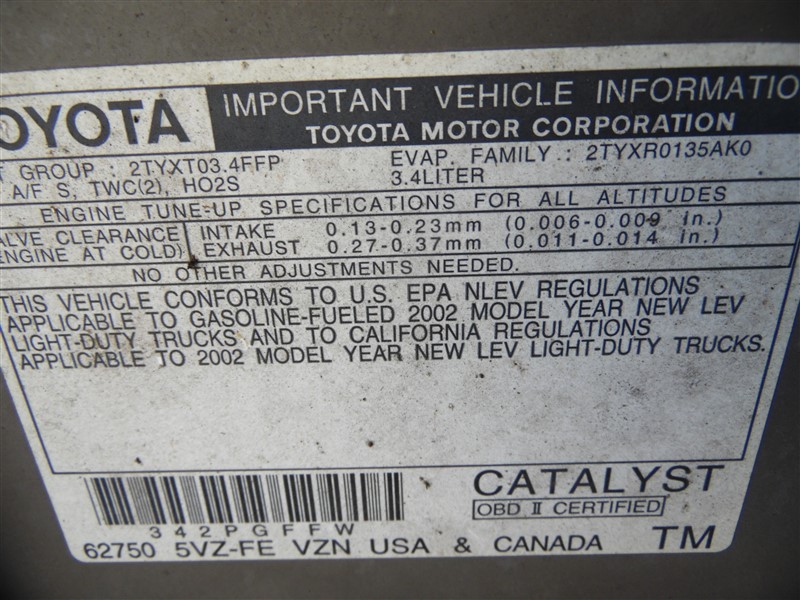 TOYOTA IMPORTANT VEHICLE INFORMATIO
TOYOTA MOTOR CORPORATION
T GROUP : 2TYXT03.4FFP EVAP. FAMILY : 2TYXR0135AK0
A/F S, TWC(2), HO2S 3.4LITER
ENGINE TUNE-UP SPECIFICATIONS FOR ALL ALTITUDES
ALVE CLEARANCE INTAKE 0.13-0.23mm (0.006-0.009 in.)
ENGINE AT COLD) EXHAUST 0.27-0.37mm (0.011-0.014 in.)
NO OTHER ADJUSTMENTS NEEDED.
THIS VEHICLE CONFORMS TO U.S. EPA NLEV REGULATIONS
APPLICABLE TO GASOLINE-FUELED 2002 MODEL YEAR NEW LEV
LIGHT-DUTY TRUCKS AND TO CALIFORNIA REGULATIONS
APPLICABLE TO 2002 MODEL YEAR NEW LEV LIGHT-DUTY TRUCKS.
CATALYST
OBD II CERTIFIED
342PGFFW
62750 5VZ-FE VZN USA & CANADA TM